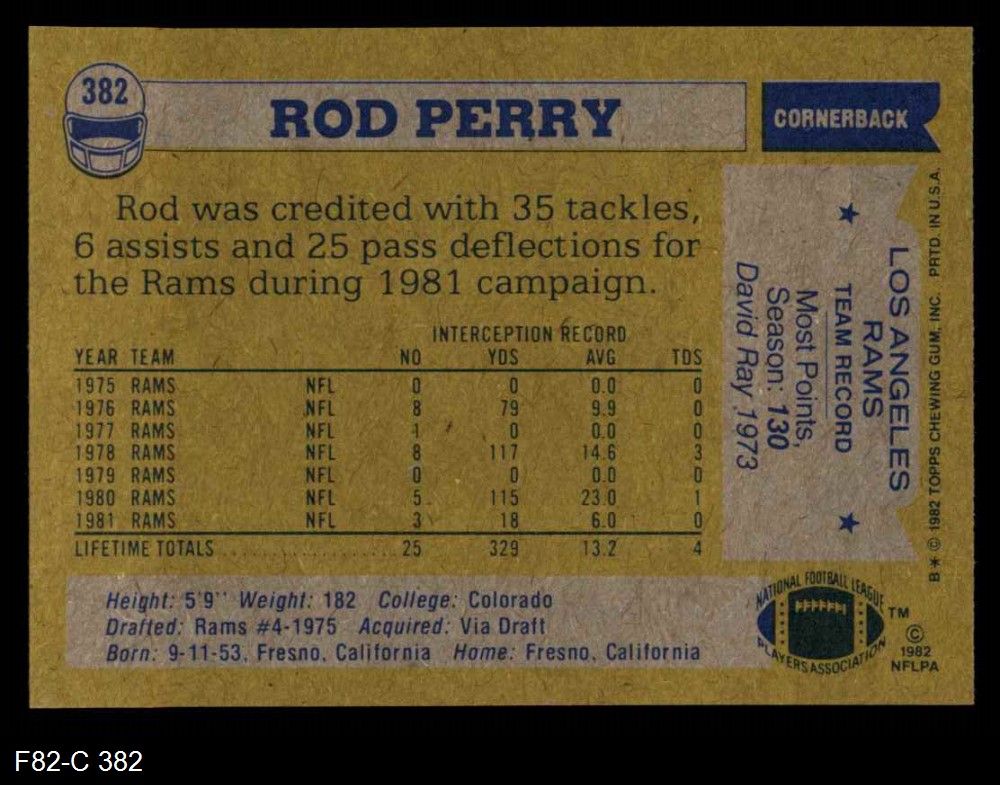 382
ROD PERRY
CORNERBACK
Rod was credited with 35 tackles,
6 assists and 25 pass deflections for
the Rams during 1981 campaign.
INTERCEPTION RECORD
YEAR TEAM NO YDS AVG TDS
1975 RAMS NFL 0 0 0.0 0
1976 RAMS NFL 8 79 9.9 0
1977 RAMS NFL 1 0 0.0 0
1978 RAMS NFL 8 117 14.6 3
1979 RAMS NFL 0 0 0.0 0
1980 RAMS NFL 5 115 23.0 1
1981 RAMS NFL 3 18 6.0 0
LIFETIME TOTALS 25 329 13.2 4
Height: 5'9" Weight: 182 College: Colorado
Drafted: Rams #4-1975 Acquired: Via Draft
Born: 9-11-53, Fresno, California Home: Fresno, California
LOS ANGELES
RAMS
★ TEAM RECORD ★
Most Points,
Season: 130
David Ray 1973
B* © 1982 TOPPS CHEWING GUM, INC. PRTD. IN U.S.A.
NATIONAL FOOTBALL LEAGUE
PLAYERS ASSOCIATION
TM
©
1982
NFLPA
F82-C 382